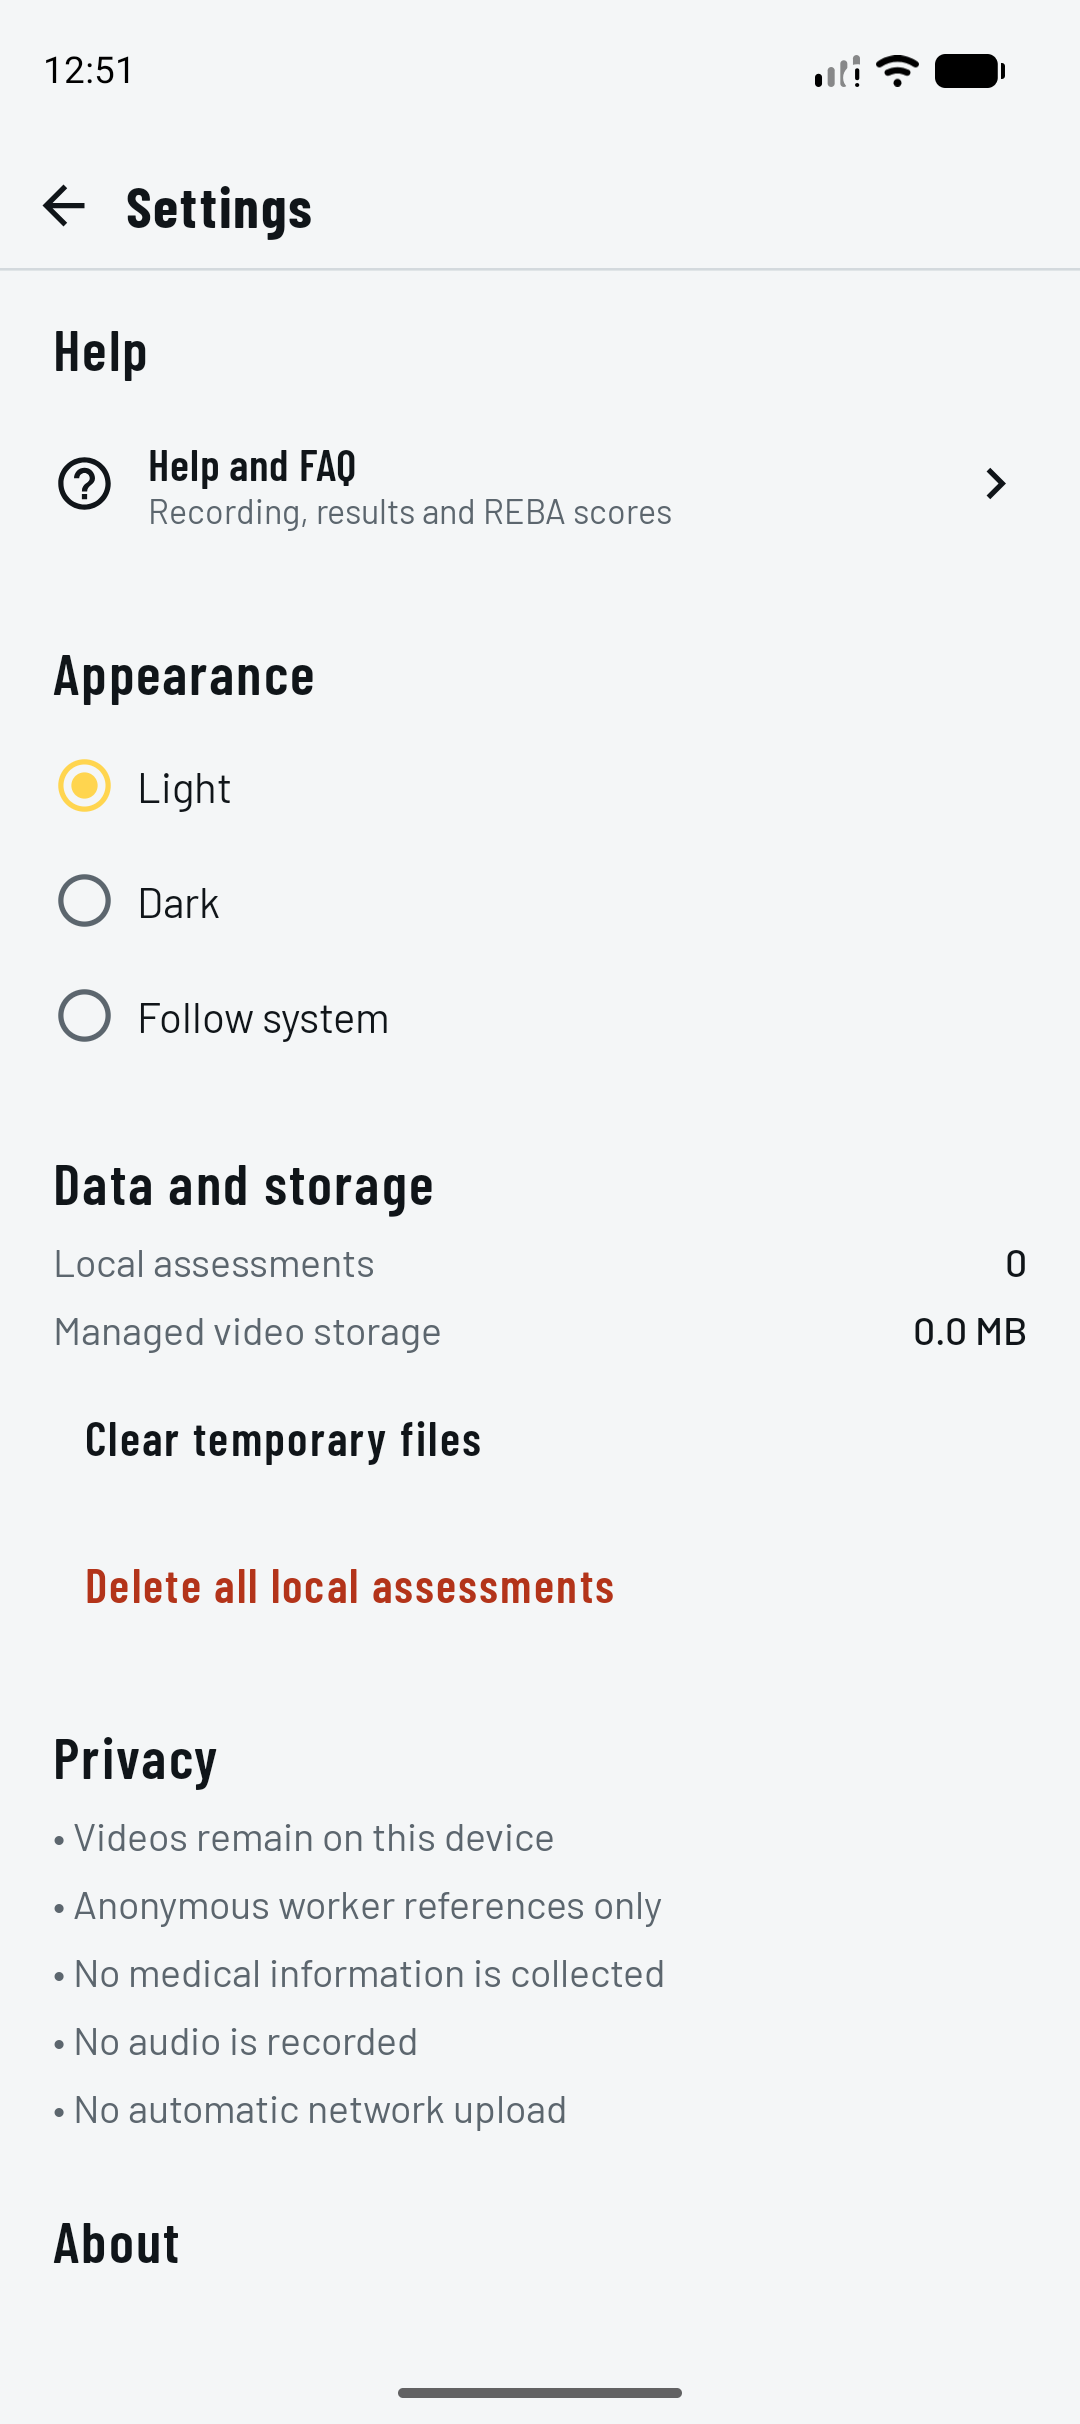 12:51
Settings
Help
Help and FAQ
Recording, results and REBA scores
Appearance
Light
Dark
Follow system
Data and storage
Local assessments 0
Managed video storage 0.0 MB
Clear temporary files
Delete all local assessments
Privacy
• Videos remain on this device
• Anonymous worker references only
• No medical information is collected
• No audio is recorded
• No automatic network upload
About